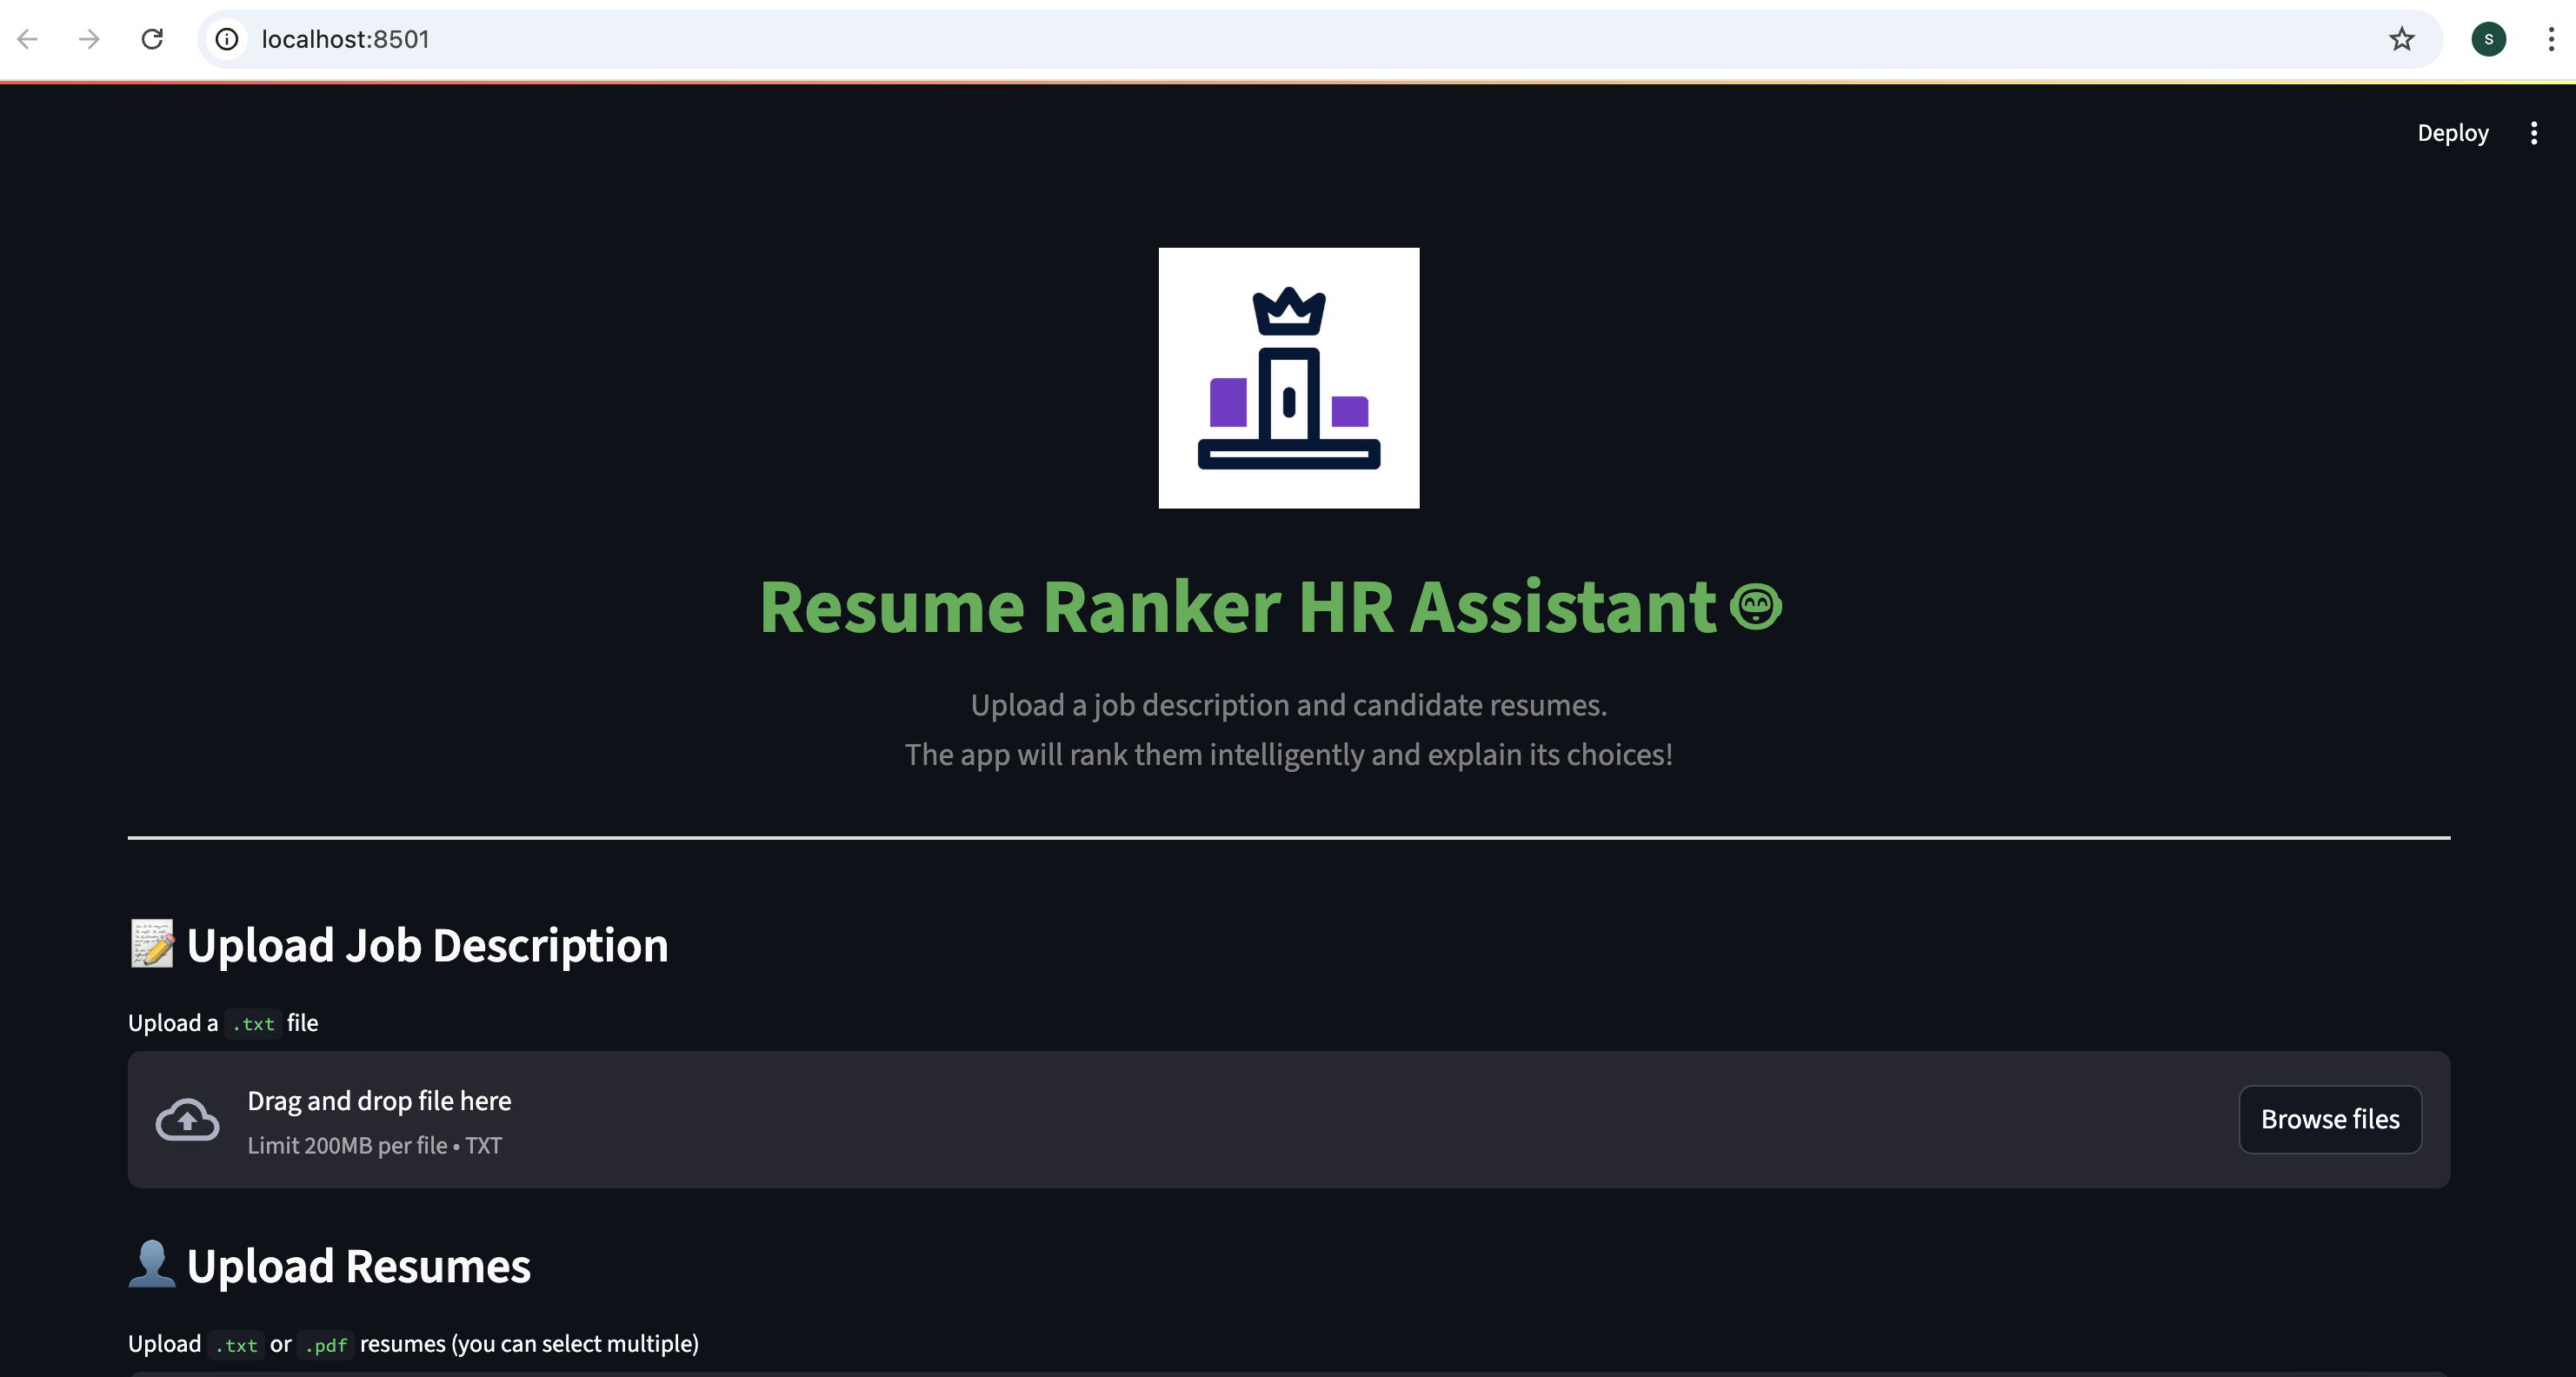 localhost:8501
S
Deploy
Resume Ranker HR Assistant
Upload a job description and candidate resumes.
The app will rank them intelligently and explain its choices!
Upload Job Description
Upload a .txt file
Drag and drop file here
Limit 200MB per file • TXT
Browse files
Upload Resumes
Upload .txt or .pdf resumes (you can select multiple)